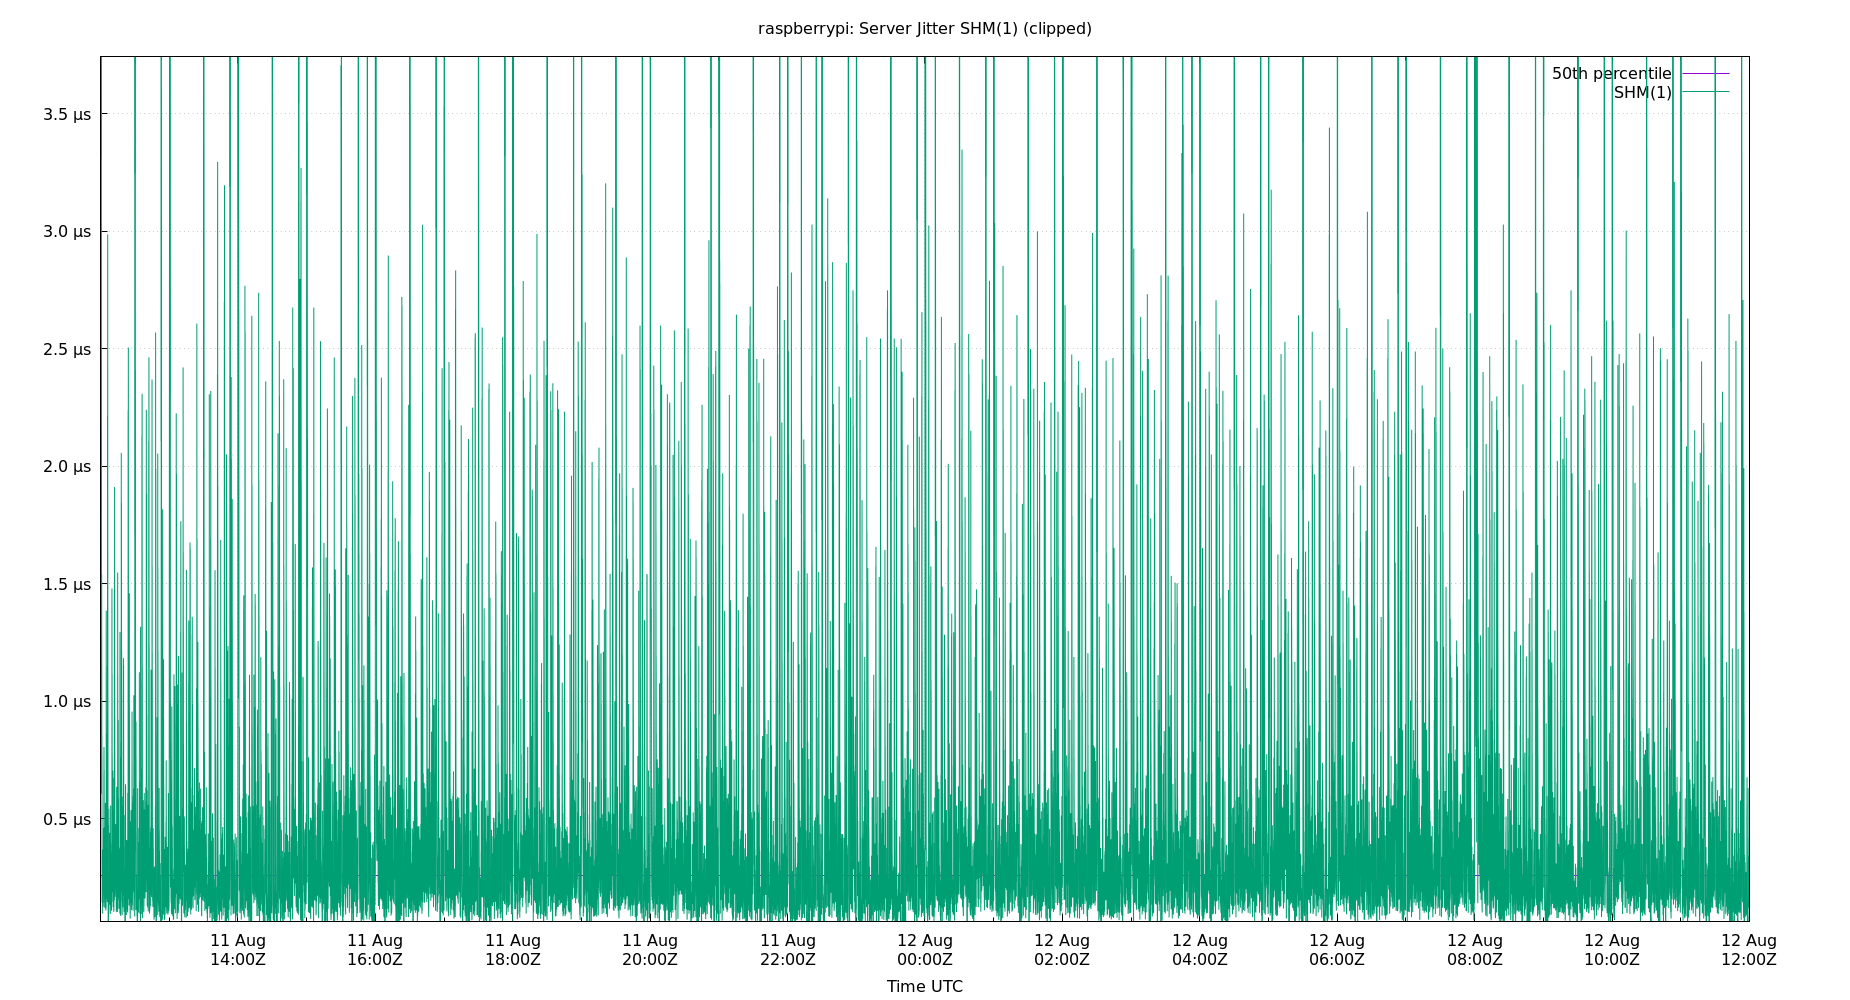 raspberrypi: Server Jitter SHM(1) (clipped)
50th percentile
SHM(1)
3.5 µs
3.0 µs
2.5 µs
2.0 µs
1.5 µs
1.0 µs
0.5 µs
11 Aug 11 Aug 11 Aug 11 Aug 11 Aug 12 Aug 12 Aug 12 Aug 12 Aug 12 Aug 12 Aug 12 Aug
14:00Z 16:00Z 18:00Z 20:00Z 22:00Z 00:00Z 02:00Z 04:00Z 06:00Z 08:00Z 10:00Z 12:00Z
Time UTC